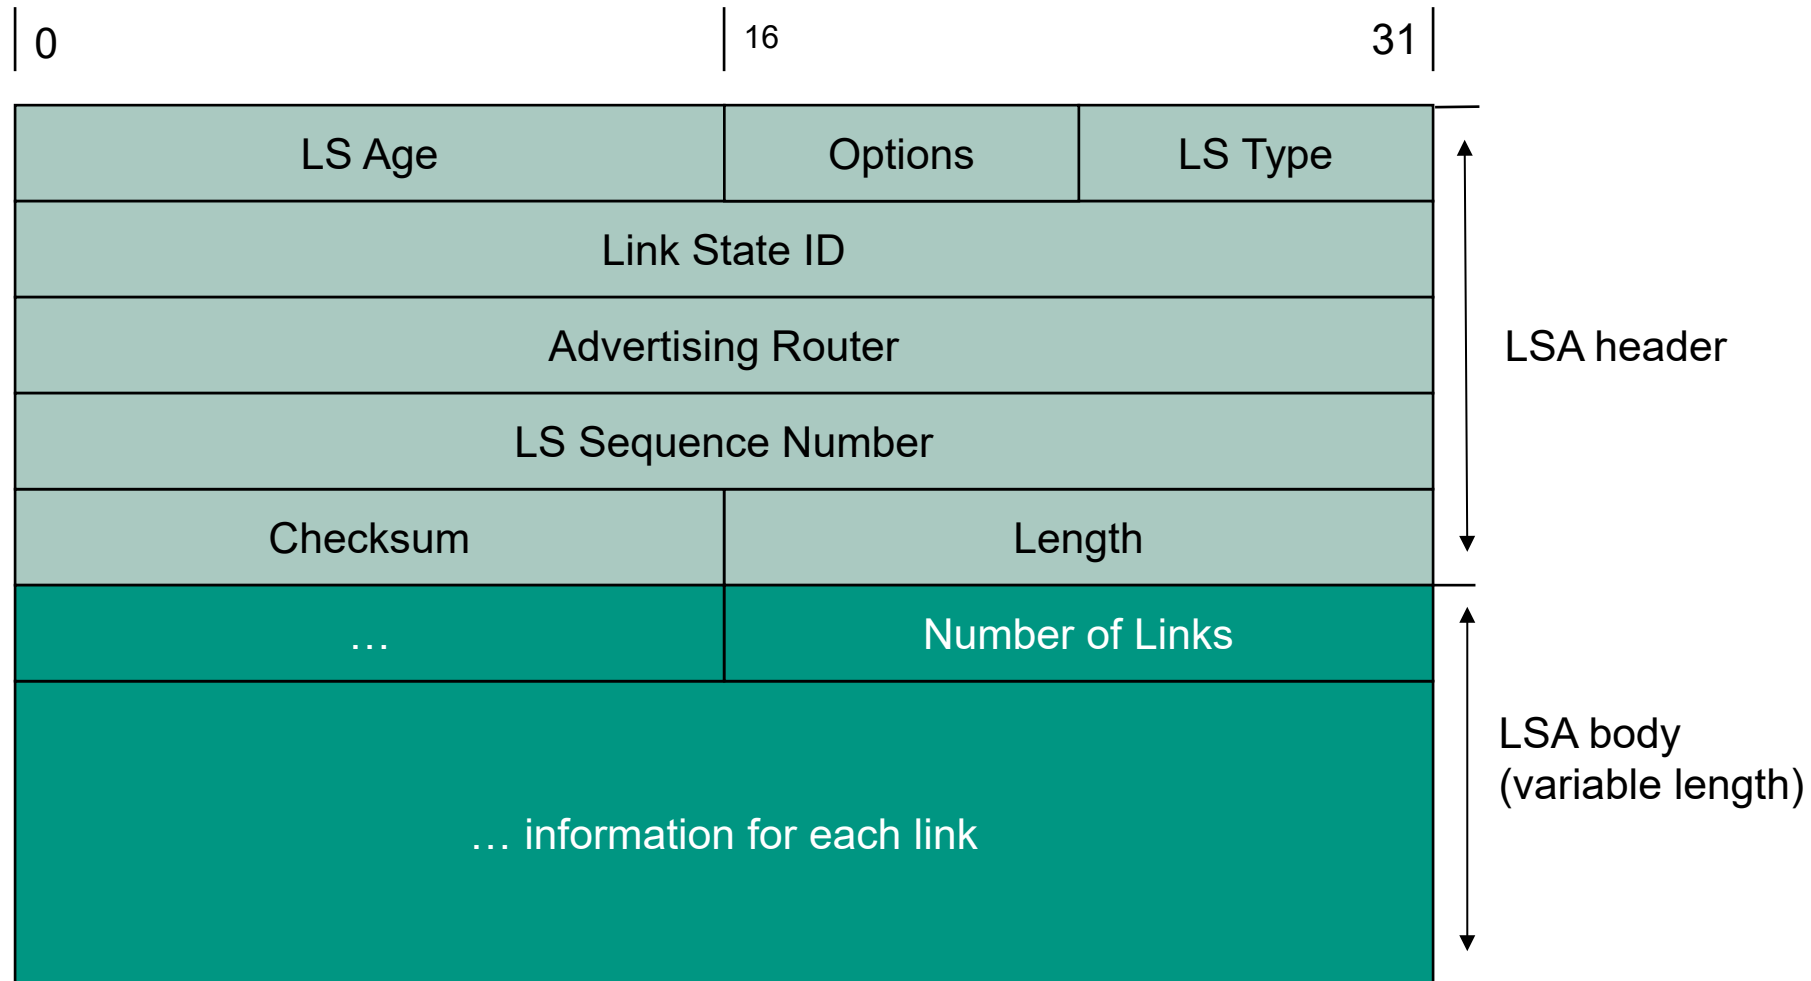 0
16
31
LS Age
Options
LS Type
Link State ID
Advertising Router
LS Sequence Number
Checksum
Length
LSA header
…
Number of Links
… information for each link
LSA body
(variable length)